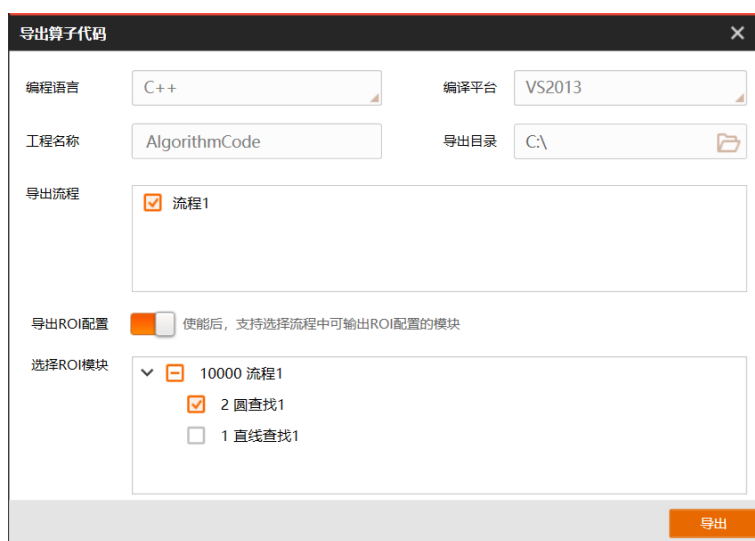 导出算子代码
编程语言 C++ 编译平台 VS2013
工程名称 AlgorithmCode 导出目录 C:\
导出流程 流程1
导出ROI配置 使能后，支持选择流程中可输出ROI配置的模块
选择ROI模块 10000 流程1
2 圆查找1
1 直线查找1
导出